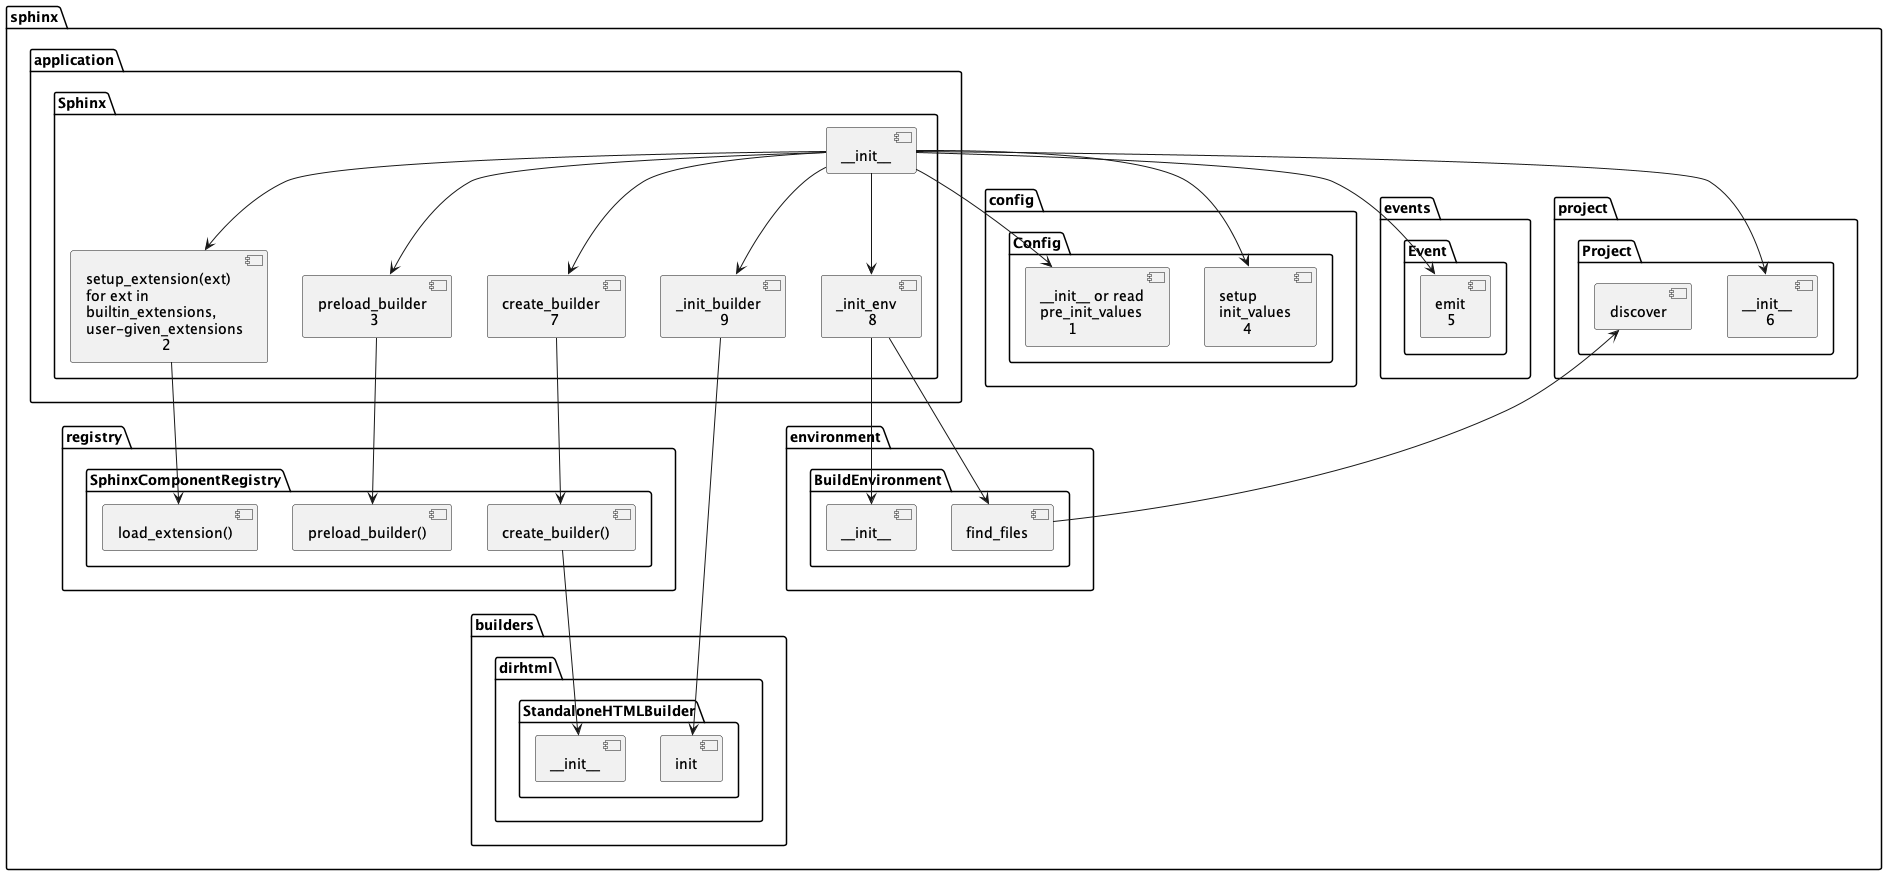 sphinx
application
Sphinx
__init__
setup_extension(ext)
for ext in
builtin_extensions,
user-given_extensions
2
preload_builder
3
create_builder
7
_init_builder
9
_init_env
8
config
Config
__init__ or read
pre_init_values
1
setup
init_values
4
events
Event
emit
5
project
Project
discover
__init__
6
registry
SphinxComponentRegistry
load_extension()
preload_builder()
create_builder()
environment
BuildEnvironment
__init__
find_files
builders
dirhtml
StandaloneHTMLBuilder
__init__
init